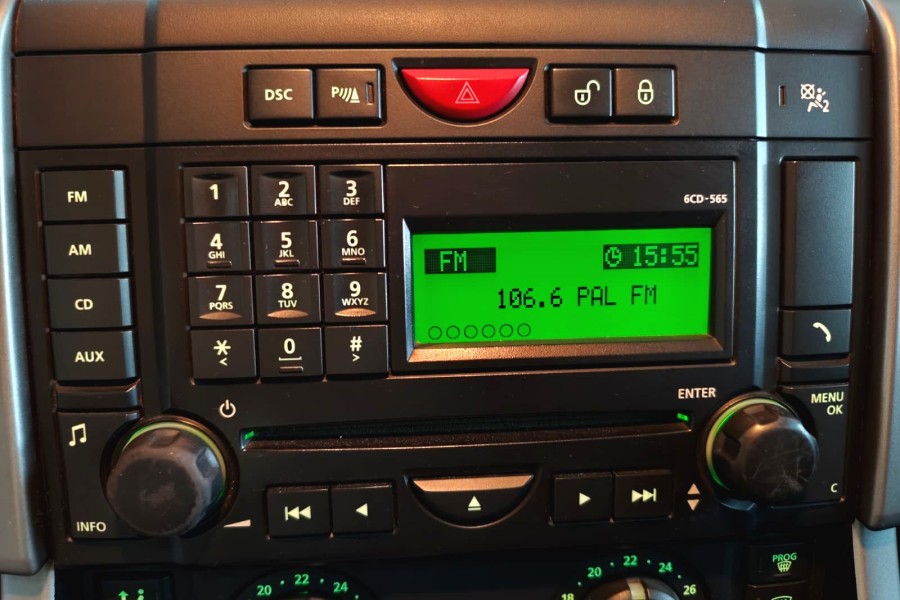 DSC P
2
FM 1 2 ABC 3 DEF 6CD-565
AM 4 GHI 5 JKL 6 MNO FM 15:55
CD 7 PQRS 8 TUV 9 WXYZ 106.6 PAL FM
AUX * < 0 # >
ENTER MENU
OK
INFO C
20 22 24 18 20 22 24 26 PROG